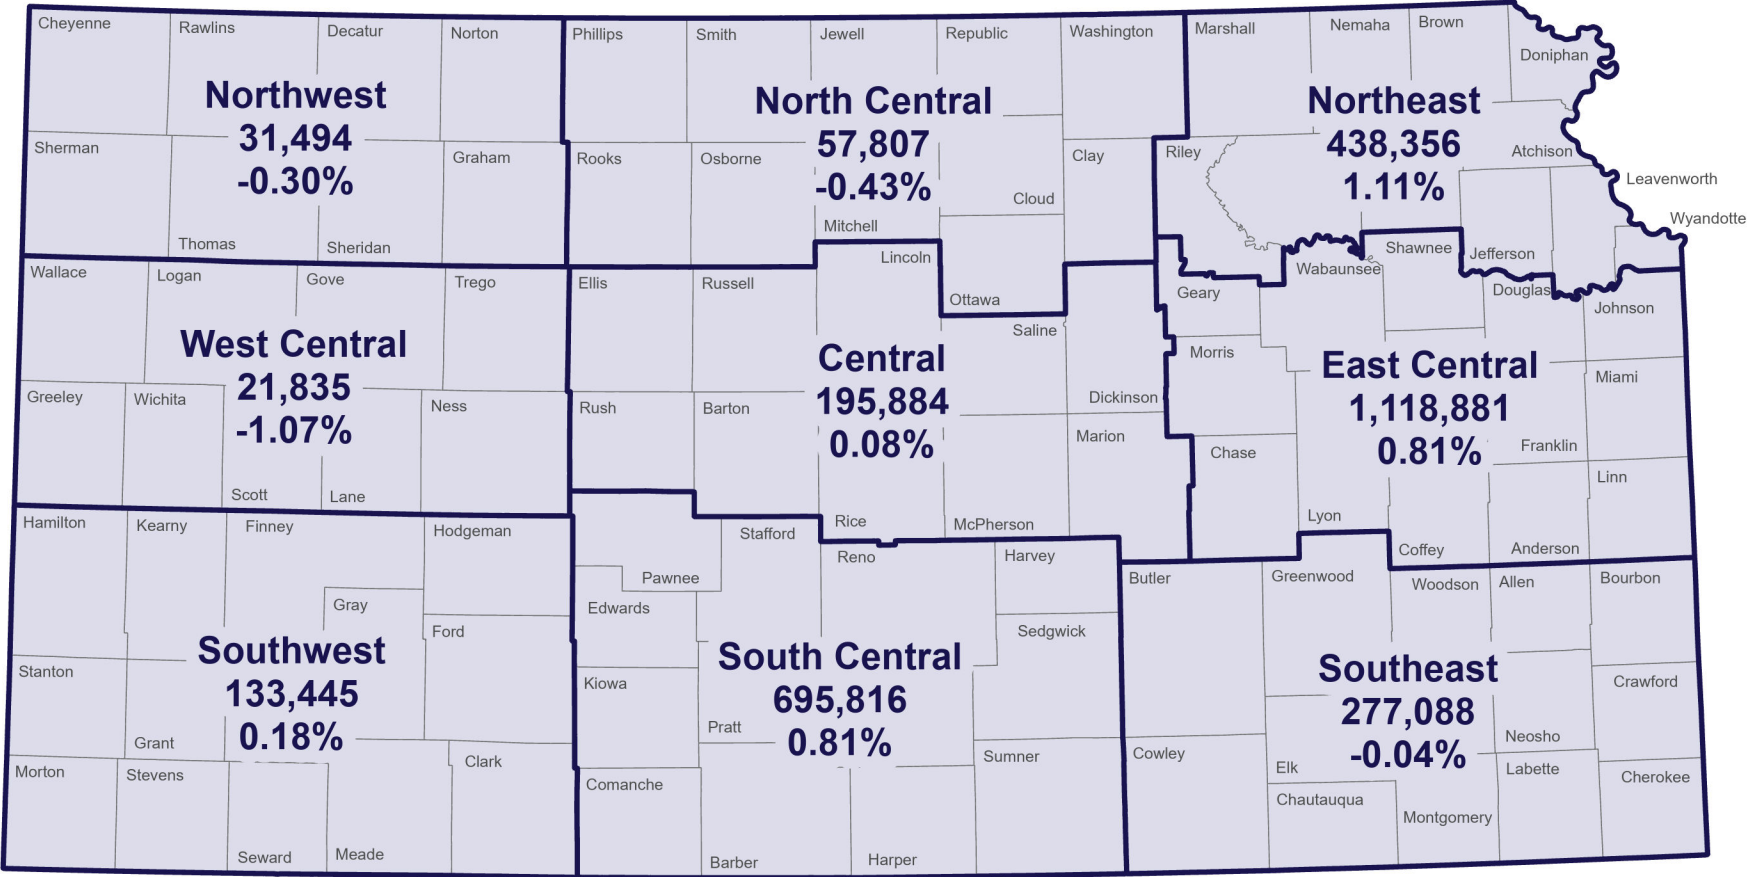 Cheyenne
Rawlins
Decatur
Norton
Phillips
Smith
Jewell
Republic
Washington
Marshall
Nemaha
Brown
Doniphan
Northwest
31,494
-0.30%
North Central
57,807
-0.43%
Northeast
438,356
1.11%
Sherman
Graham
Rooks
Osborne
Clay
Riley
Atchison
Leavenworth
Wyandotte
Cloud
Mitchell
Thomas
Sheridan
Lincoln
Shawnee
Jefferson
Wabaunsee
Wallace
Logan
Gove
Trego
Ellis
Russell
Ottawa
Geary
Douglas
Johnson
Saline
West Central
21,835
-1.07%
Central
195,884
0.08%
East Central
1,118,881
0.81%
Morris
Miami
Greeley
Wichita
Ness
Rush
Barton
Dickinson
Marion
Chase
Franklin
Linn
Scott
Lane
Rice
McPherson
Lyon
Coffey
Anderson
Hamilton
Kearny
Finney
Hodgeman
Stafford
Reno
Harvey
Pawnee
Butler
Greenwood
Woodson
Allen
Bourbon
Gray
Edwards
Ford
Sedgwick
Southwest
133,445
0.18%
South Central
695,816
0.81%
Southeast
277,088
-0.04%
Stanton
Kiowa
Crawford
Pratt
Grant
Neosho
Morton
Stevens
Clark
Comanche
Sumner
Cowley
Elk
Labette
Cherokee
Chautauqua
Montgomery
Seward
Meade
Barber
Harper